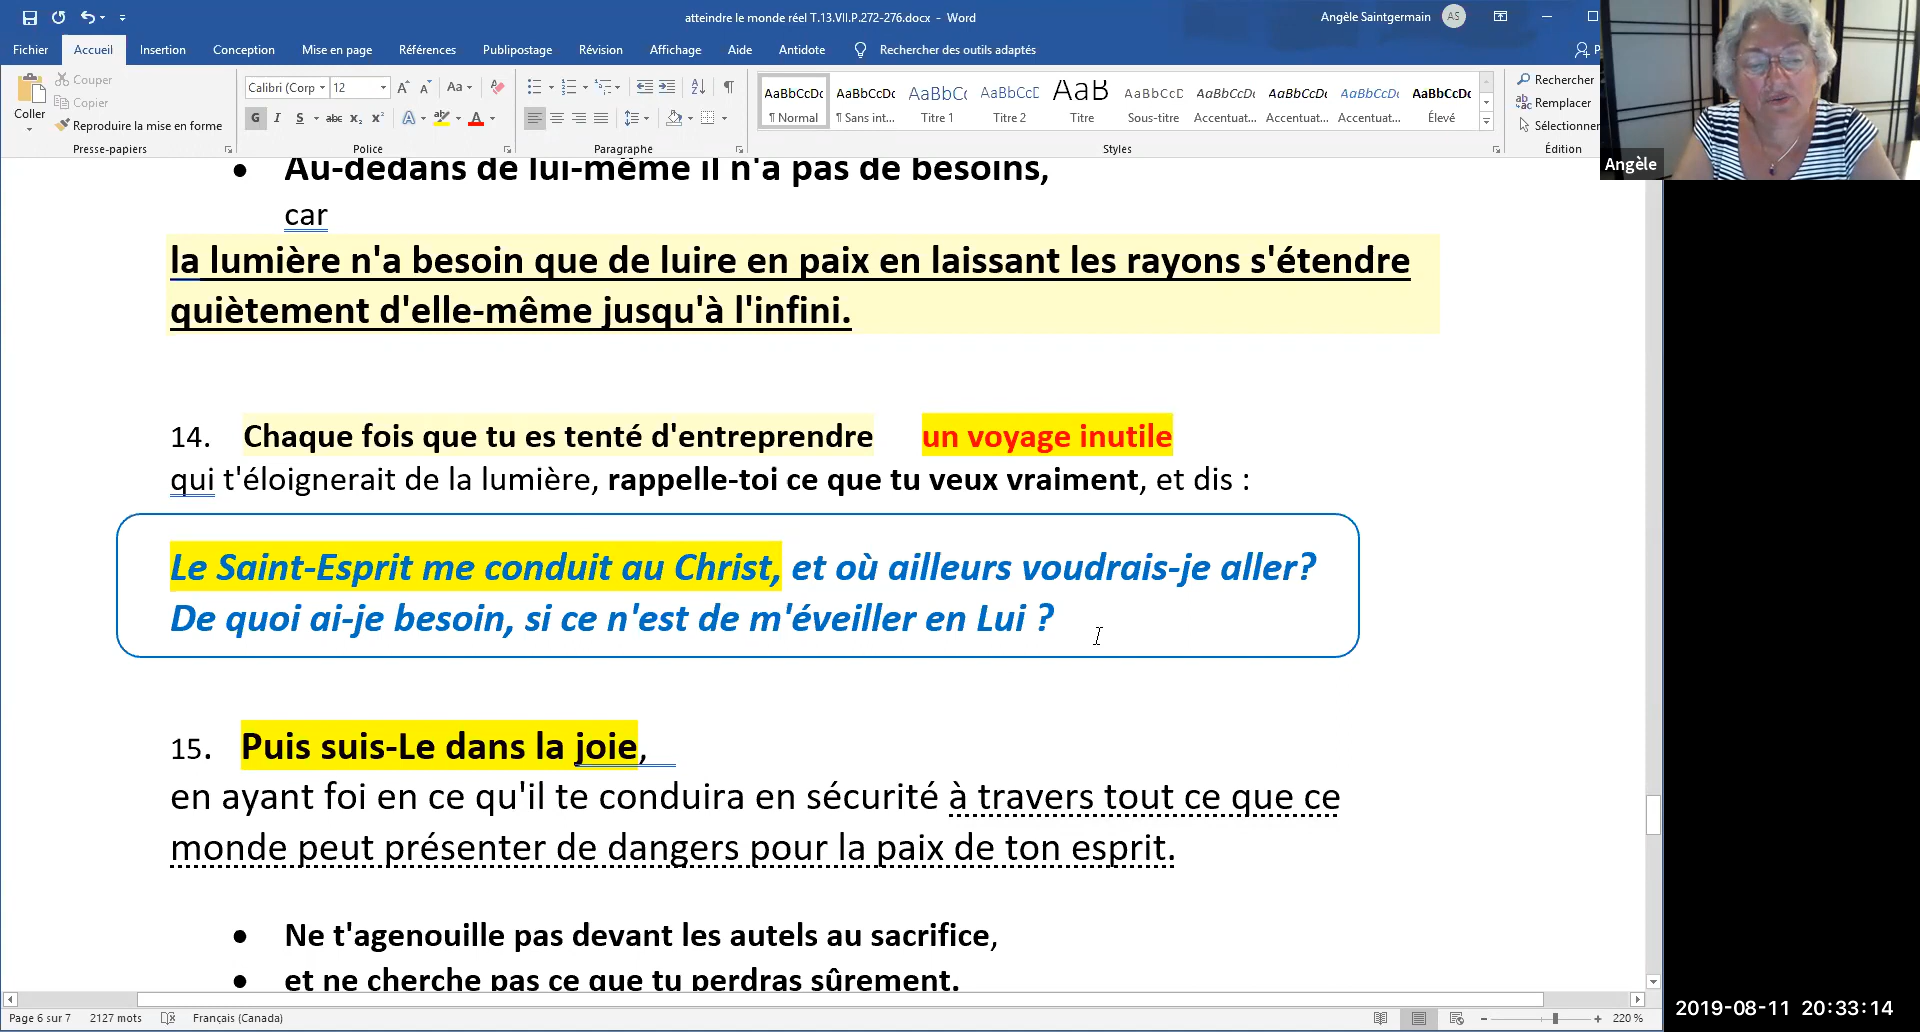 atteindre le monde réel T.13.VII.P.272-276.docx - Word
Angèle Saintgermain AS
Fichier Accueil Insertion Conception Mise en page Références Publipostage Révision Affichage Aide Antidote Rechercher des outils adaptés
Coller
Couper
Copier
Reproduire la mise en forme
Presse-papiers
Calibri (Corp 12
Police
Paragraphe
AaBbCcDc AaBbCcDc AaBbC( AaBbCcD AaB AaBbCcD AaBbCcDc AaBbCcDc AaBbCcDc AaBbCcDc
¶ Normal ¶ Sans int... Titre 1 Titre 2 Titre Sous-titre Accentuat... Accentuat... Accentuat... Élevé
Styles
Rechercher
Remplacer
Sélectionner
Édition
Angèle
• Au-dedans de lui-même il n'a pas de besoins,
car
la lumière n'a besoin que de luire en paix en laissant les rayons s'étendre
quiètement d'elle-même jusqu'à l'infini.
14. Chaque fois que tu es tenté d'entreprendre un voyage inutile
qui t'éloignerait de la lumière, rappelle-toi ce que tu veux vraiment, et dis :
Le Saint-Esprit me conduit au Christ, et où ailleurs voudrais-je aller?
De quoi ai-je besoin, si ce n'est de m'éveiller en Lui ?
15. Puis suis-Le dans la joie,
en ayant foi en ce qu'il te conduira en sécurité à travers tout ce que ce
monde peut présenter de dangers pour la paix de ton esprit.
• Ne t'agenouille pas devant les autels au sacrifice,
• et ne cherche pas ce que tu perdras sûrement.
Page 6 sur 7 2127 mots Français (Canada) 220 %
2019-08-11 20:33:14